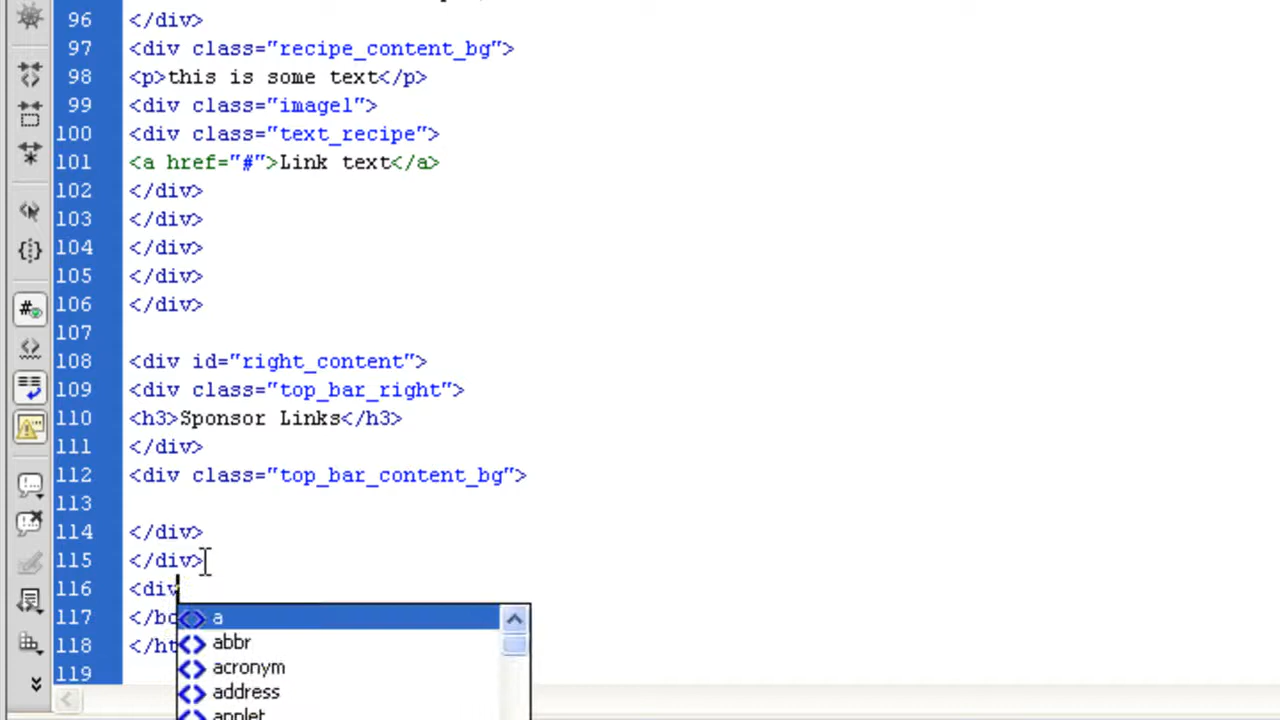 96 </div>
97 <div class="recipe_content_bg">
98 <p>this is some text</p>
99 <div class="image1">
100 <div class="text_recipe">
101 <a href="#">Link text</a>
102 </div>
103 </div>
104 </div>
105 </div>
106 </div>
107
108 <div id="right_content">
109 <div class="top_bar_right">
110 <h3>Sponsor Links</h3>
111 </div>
112 <div class="top_bar_content_bg">
113
114 </div>
115 </div>
116 <div
117 </bo
<> a
118 </ht
<> abbr
119
<> acronym
<> address
<> applet